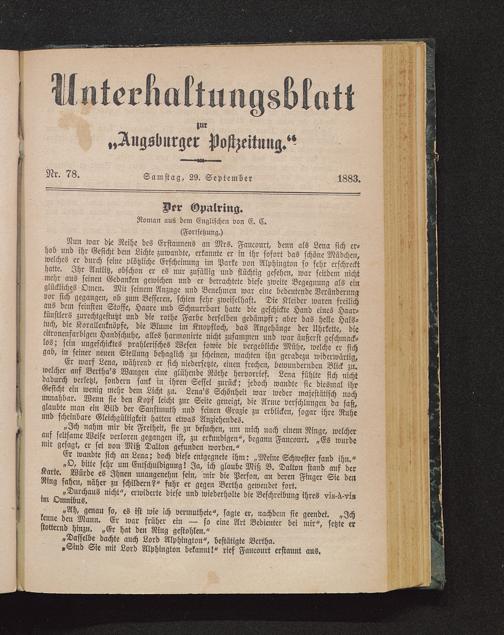 Unterhaltungsblatt
zur
„Augsburger Postzeitung.“
Nr. 78.
Samstag, 29. September
1883.
Der Opalring.
Roman aus dem Englischen von E. C.
(Fortsetzung.)
Nun war die Reihe des Erstaunens an Mrs. Fancourt, denn als Lena sich er-
hob und ihr Gesicht dem Lichte zuwandte, erkannte er in ihr sofort das schöne Mädchen,
welches er durch seine plötzliche Erscheinung im Parke von Alphington so sehr erschreckt
hatte. Ihr Antlitz, obschon er es nur zufällig und flüchtig gesehen, war seitdem nicht
mehr aus seinen Gedanken gewichen und er betrachtete diese zweite Begegnung als ein
glückliches Omen. Mit seinem Anzuge und Benehmen war eine bedeutende Veränderung
vor sich gegangen, ob zum Besseren, schien sehr zweifelhaft. Die Kleider waren freilich
aus den feinsten Stoffe, Haare und Schnurrbart hatte die geschickte Hand eines Haar-
künstlers zurechtgestutzt und die rothe Farbe derselben gedämpft; aber das helle Hals-
tuch, die Korallenknöpfe, die Blume im Knopfloch, das Angehänge der Uhrkette, die
citronenfarbigen Handschuhe, alles harmonirte nicht zusammen und war äußerst geschmack-
los; sein ungeschicktes prahlerisches Wesen sowie die vergebliche Mühe, welche er sich
gab, in seiner neuen Stellung behaglich zu scheinen, machten ihn geradezu widerwärtig.
Er warf Lena, während er sich niedersetzte, einen frechen, bewundernden Blick zu,
welcher auf Bertha's Wangen eine glühende Röthe hervorrief. Lena fühlte sich nicht
dadurch verletzt, sondern sank in ihren Sessel zurück; jedoch wandte sie diesmal ihr
Gesicht ein wenig mehr dem Licht zu. Lena's Schönheit war weder majestätisch noch
unnahbar. Wenn sie den Kopf leicht zur Seite geneigt, die Arme verschlungen da saß,
glaubte man ein Bild der Sanftmuth und seinen Grazie zu erblicken, sogar ihre Ruhe
und scheinbare Gleichgültigkeit hatten etwas Anziehendes.
„Ich nahm mir die Freiheit, sie zu besuchen, um mich nach einem Ringe, welcher
auf seltsame Weise verloren gegangen ist, zu erkundigen“, begann Fancourt. „Es wurde
mir gesagt, er sei von Miß Dalton gefunden worden.“
Er wandte sich an Lena; doch diese entgegnete ihm: „Meine Schwester fand ihn.“
„O, bitte sehr um Entschuldigung! Ja, ich glaube Miß B. Dalton stand auf der
Karte. Würde es Ihnen unangenehm sein, mir die Person, an deren Finger Sie den
Ring sahen, näher zu schildern?“ fuhr er gegen Bertha gewendet fort.
„Durchaus nicht“, erwiderte diese und wiederholte die Beschreibung ihres vis-à-vis
im Omnibus.
„Ah, genau so, es ist wie ich vermuthete“, sagte er, nachdem sie geendet. „Ich
kenne den Mann. Er war früher ein — so eine Art Bedienter bei mir“, setzte er
stotternd hinzu. „Er hat den Ring gestohlen.“
„Dasselbe dachte auch Lord Alphington“, bestätigte Bertha.
„Sind Sie mit Lord Alphington bekannt!“ rief Fancourt erstaunt aus.